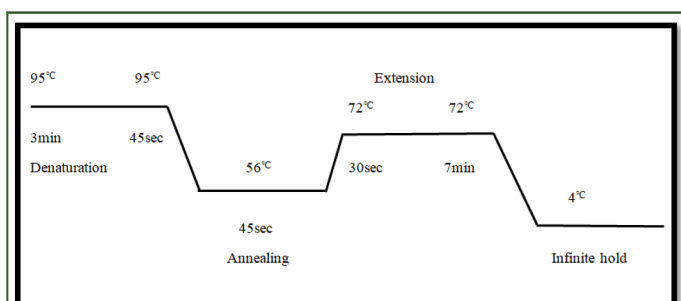 Extension
95℃ 95℃
72℃ 72℃
3min 45sec
Denaturation
56℃
30sec 7min
4℃
45sec
Annealing
Infinite hold